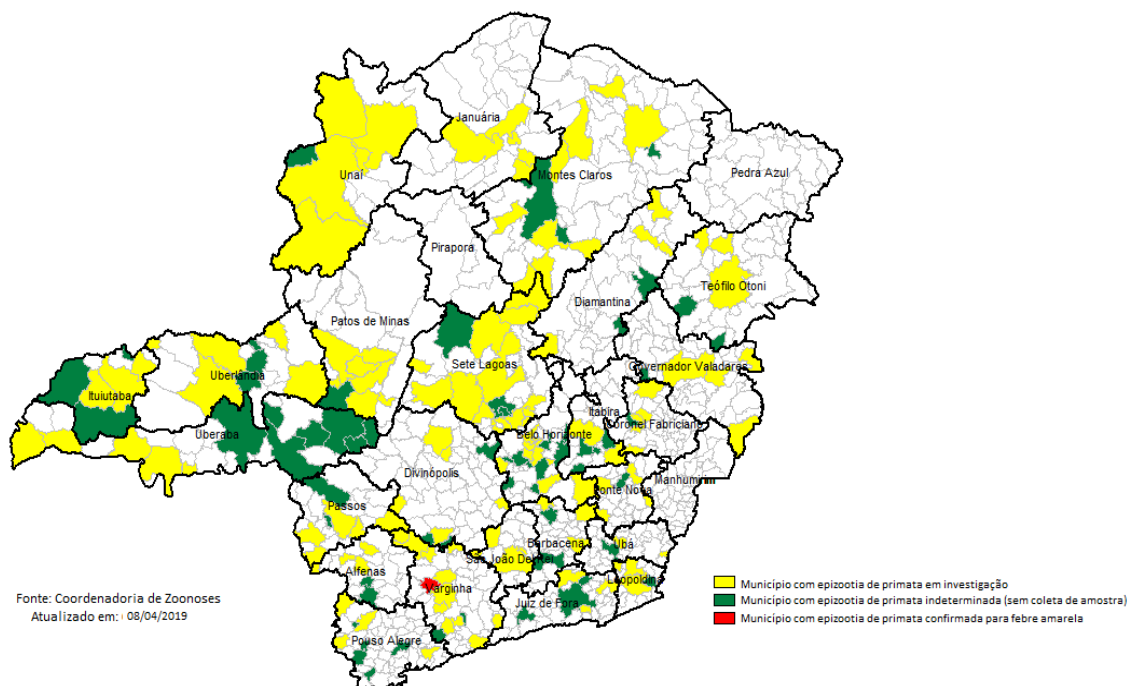 Januária
Montes Claros
Pedra Azul
Unaí
Pirapora
Teófilo Otoni
Diamantina
Patos de Minas
Sete Lagoas
Governador Valadares
Uberlândia
Ituiutaba
Itabira
Coronel Fabriciano
Uberaba
Belo Horizonte
Divinópolis
Manhumirim
Ponte Nova
Passos
Barbacena
Ubá
São João Del Rei
Alfenas
Leopoldina
Varginha
Juiz de Fora
Pouso Alegre
Fonte: Coordenadoria de Zoonoses
Atualizado em: 08/04/2019
Município com epizootia de primata em investigação
Município com epizootia de primata indeterminada (sem coleta de amostra)
Município com epizootia de primata confirmada para febre amarela